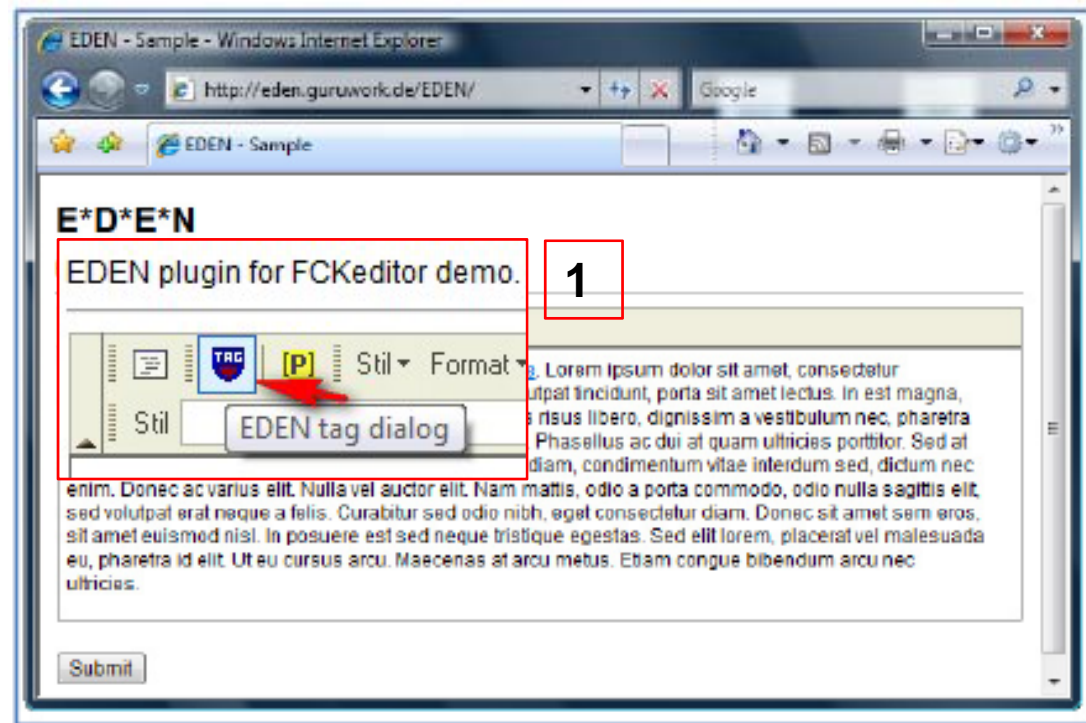 EDEN - Sample - Windows Internet Explorer
http://eden.guruwork.de/EDEN/
Google
EDEN - Sample
E*D*E*N
EDEN plugin for FCKeditor demo.
1
TAG
[P]
Stil
Format
Stil
EDEN tag dialog
. Lorem ipsum dolor sit amet, consectetur
utpat tincidunt, porta sit amet lectus. In est magna,
risus libero, dignissim a vestibulum nec, pharetra
Phasellus ac dui at quam ultricies porttitor. Sed at
diam, condimentum vitae interdum sed, dictum nec
enim. Donec ac varius elit. Nulla vel auctor elit. Nam mattis, odio a porta commodo, odio nulla sagittis elit,
sed volutpat erat neque a felis. Curabitur sed odio nibh, eget consectetur diam. Donec sit amet sem eros,
sit amet euismod nisl. In posuere est sed neque tristique egestas. Sed elit lorem, placerat vel malesuada
eu, pharetra id elit. Ut eu cursus arcu. Maecenas at arcu metus. Etiam congue bibendum arcu nec
ultricies.
Submit